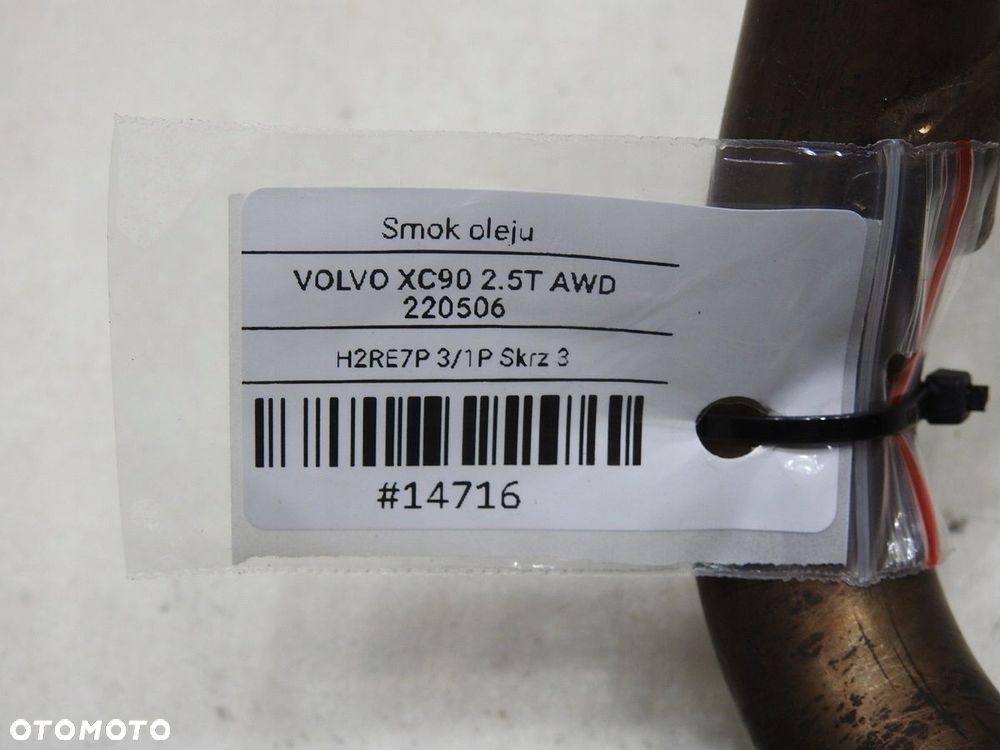 Smok oleju
VOLVO XC90 2.5T AWD
220506
H2RE7P 3/1P Skrz 3
#14716
OTOMOTO